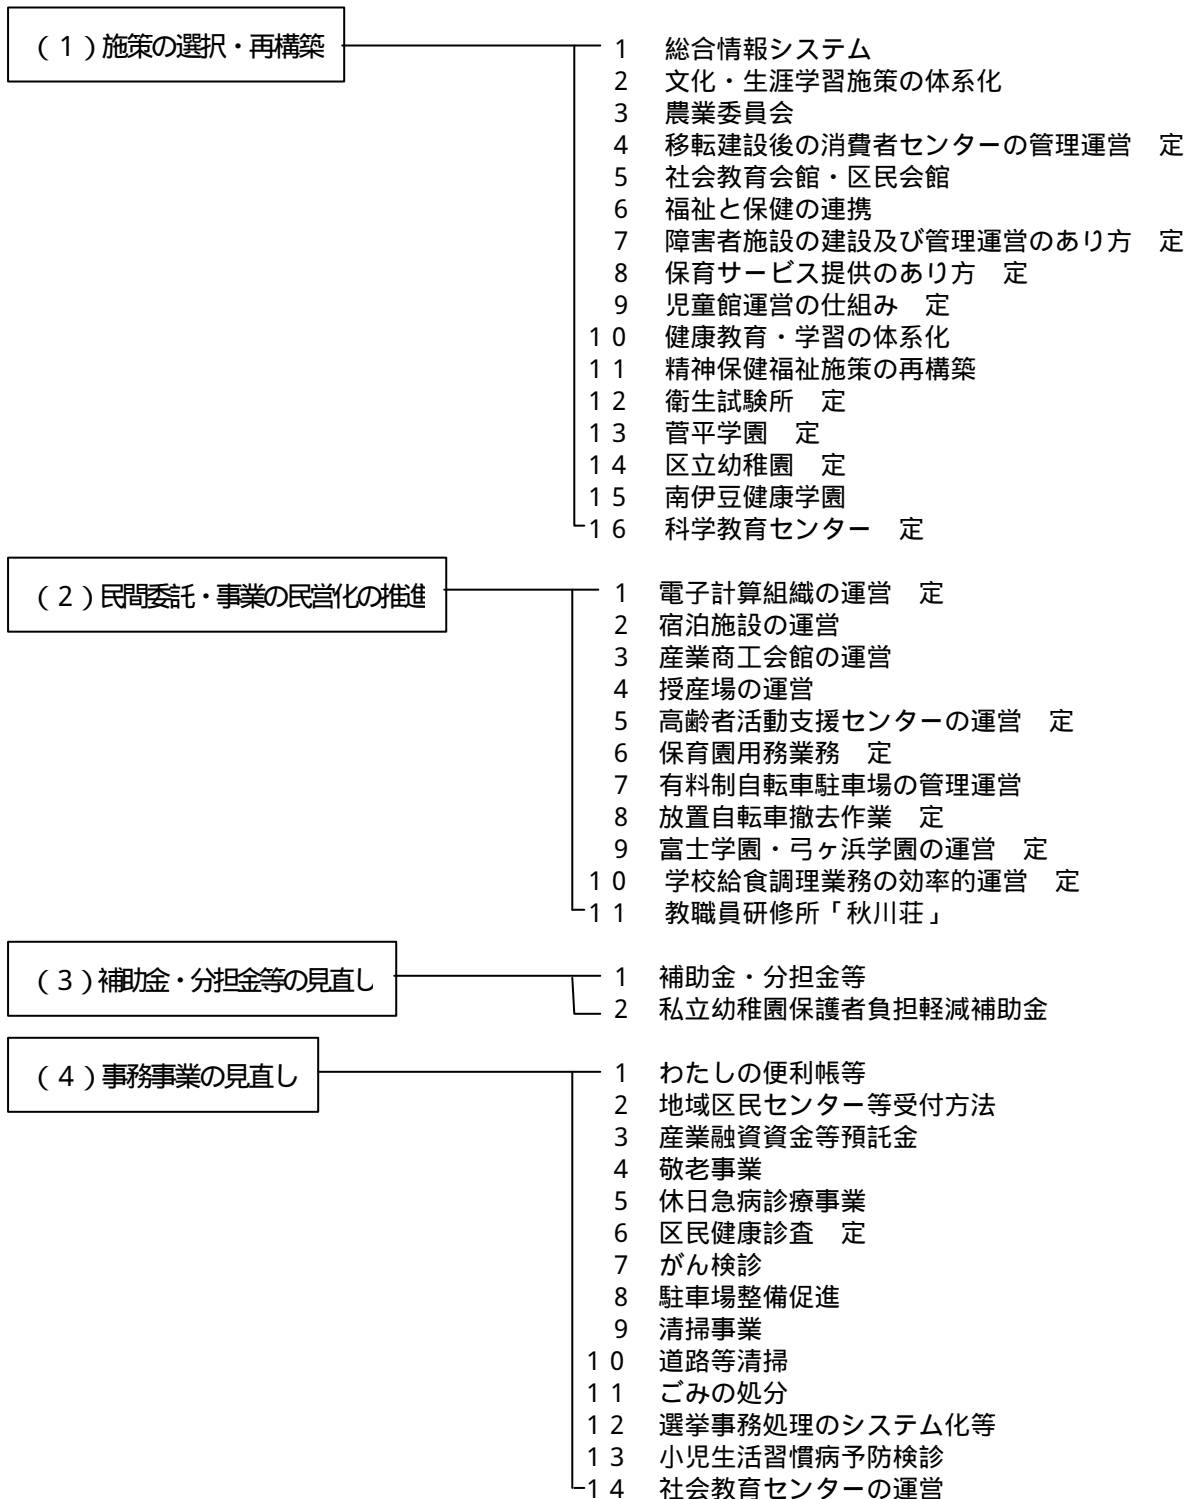 (1)施策の選択・再構築
1 総合情報システム
2 文化・生涯学習施策の体系化
3 農業委員会
4 移転建設後の消費者センターの管理運営 定
5 社会教育会館・区民会館
6 福祉と保健の連携
7 障害者施設の建設及び管理運営のあり方 定
8 保育サービス提供のあり方 定
9 児童館運営の仕組み 定
10 健康教育・学習の体系化
11 精神保健福祉施策の再構築
12 衛生試験所 定
13 菅平学園 定
14 区立幼稚園 定
15 南伊豆健康学園
16 科学教育センター 定
(2)民間委託・事業の民営化の推進
1 電子計算組織の運営 定
2 宿泊施設の運営
3 産業商工会館の運営
4 授産場の運営
5 高齢者活動支援センターの運営 定
6 保育園用務業務 定
7 有料制自転車駐車場の管理運営
8 放置自転車撤去作業 定
9 富士学園・弓ヶ浜学園の運営 定
10 学校給食調理業務の効率的運営 定
11 教職員研修所「秋川荘」
(3)補助金・分担金等の見直し
1 補助金・分担金等
2 私立幼稚園保護者負担軽減補助金
(4)事務事業の見直し
1 わたしの便利帳等
2 地域区民センター等受付方法
3 産業融資資金等預託金
4 敬老事業
5 休日急病診療事業
6 区民健康診査 定
7 がん検診
8 駐車場整備促進
9 清掃事業
10 道路等清掃
11 ごみの処分
12 選挙事務処理のシステム化等
13 小児生活習慣病予防検診
14 社会教育センターの運営